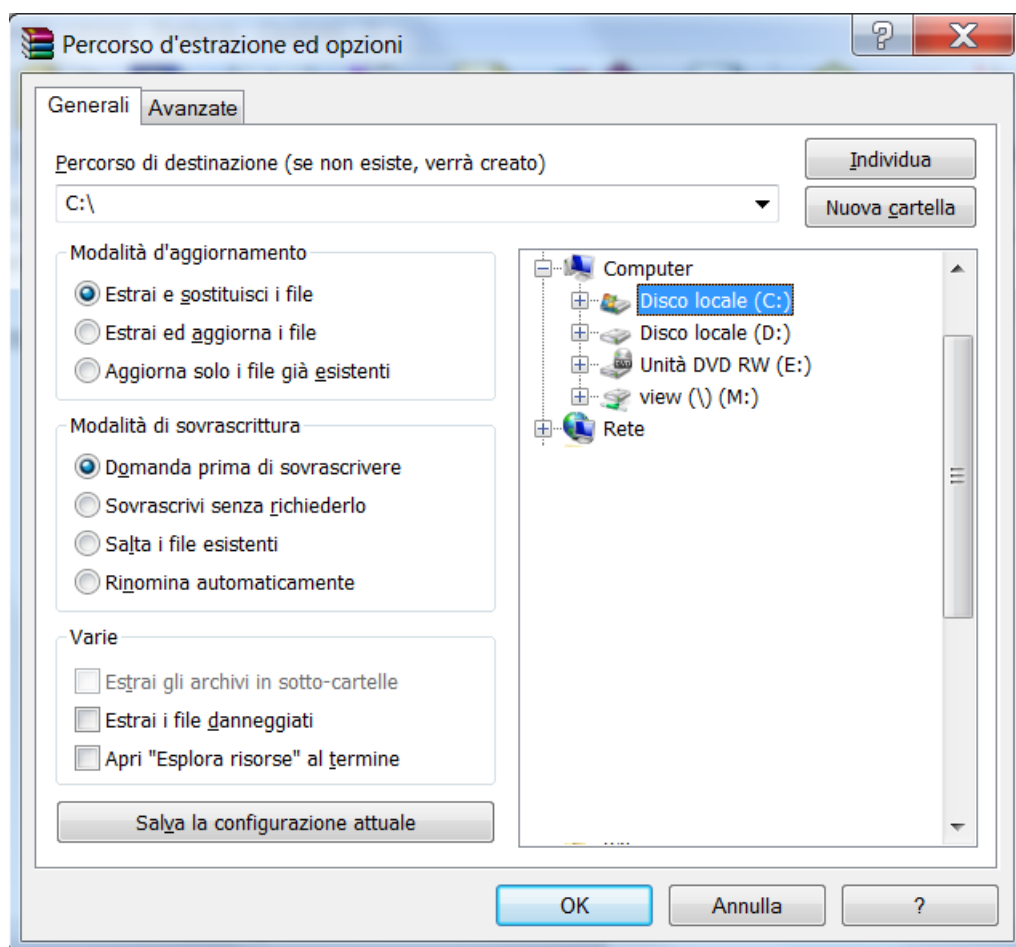 Percorso d'estrazione ed opzioni
?
X
Generali
Avanzate
Percorso di destinazione (se non esiste, verrà creato)
Individua
C:\
Nuova cartella
Modalità d'aggiornamento
Estrai e sostituisci i file
Estrai ed aggiorna i file
Aggiorna solo i file già esistenti
Modalità di sovrascrittura
Domanda prima di sovrascrivere
Sovrascrivi senza richiederlo
Salta i file esistenti
Rinomina automaticamente
Varie
Estrai gli archivi in sotto-cartelle
Estrai i file danneggiati
Apri "Esplora risorse" al termine
Salva la configurazione attuale
Computer
Disco locale (C:)
Disco locale (D:)
Unità DVD RW (E:)
view (\) (M:)
Rete
OK
Annulla
?